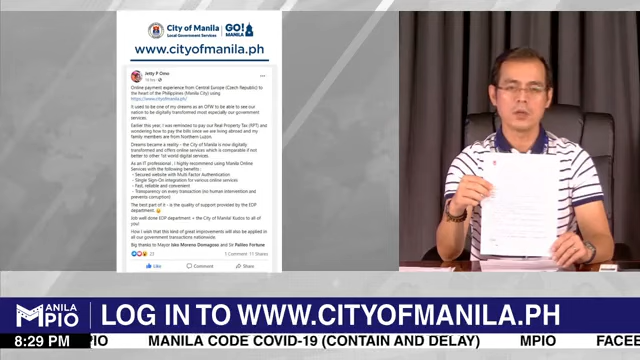 City of Manila
Local Government Services
GO!
MANILA
www.cityofmanila.ph
Jetty P Omo
Online payment experience from Central Europe (Czech Republic) to
the heart of the Philippines (Manila City) using
https://www.cityofmanila.ph/
It used to be one of my dreams as an OFW to be able to see our
nation to be digitally transformed most especially our government
services.
Earlier this year, I was reminded to pay our Real Property Tax (RPT) and
wondering how to pay the bills since we are living abroad and my
family members are from Northern Luzon.
Dreams became a reality - the City of Manila is now digitally
transformed and offers online services which is comparable if not
better to other 1st world digital services.
As an IT professional.. I highly recommend using Manila Online
Services with the following benefits :
- Secured website with Multi Factor Authentication
- Single Sign-On integration for various online services
- Fast, reliable and convenient
- Transparency on every transaction (no human intervention and
prevents corruption)
The best part of it - is the quality of support provided by the EDP
department.
Job well done EDP department + the City of Manila! Kudos to all of
you!
How I wish that this kind of great improvements will also be applied in
all our government transactions nationwide.
Big thanks to Mayor Isko Moreno Domagoso and Sir Fortune
1 Comment 11 Shares
Like Comment Share
MANILA
MPIO
LOG IN TO WWW.CITYOFMANILA.PH
8:29 PM PIO MANILA CODE COVID-19 (CONTAIN AND DELAY) MPIO FACEB